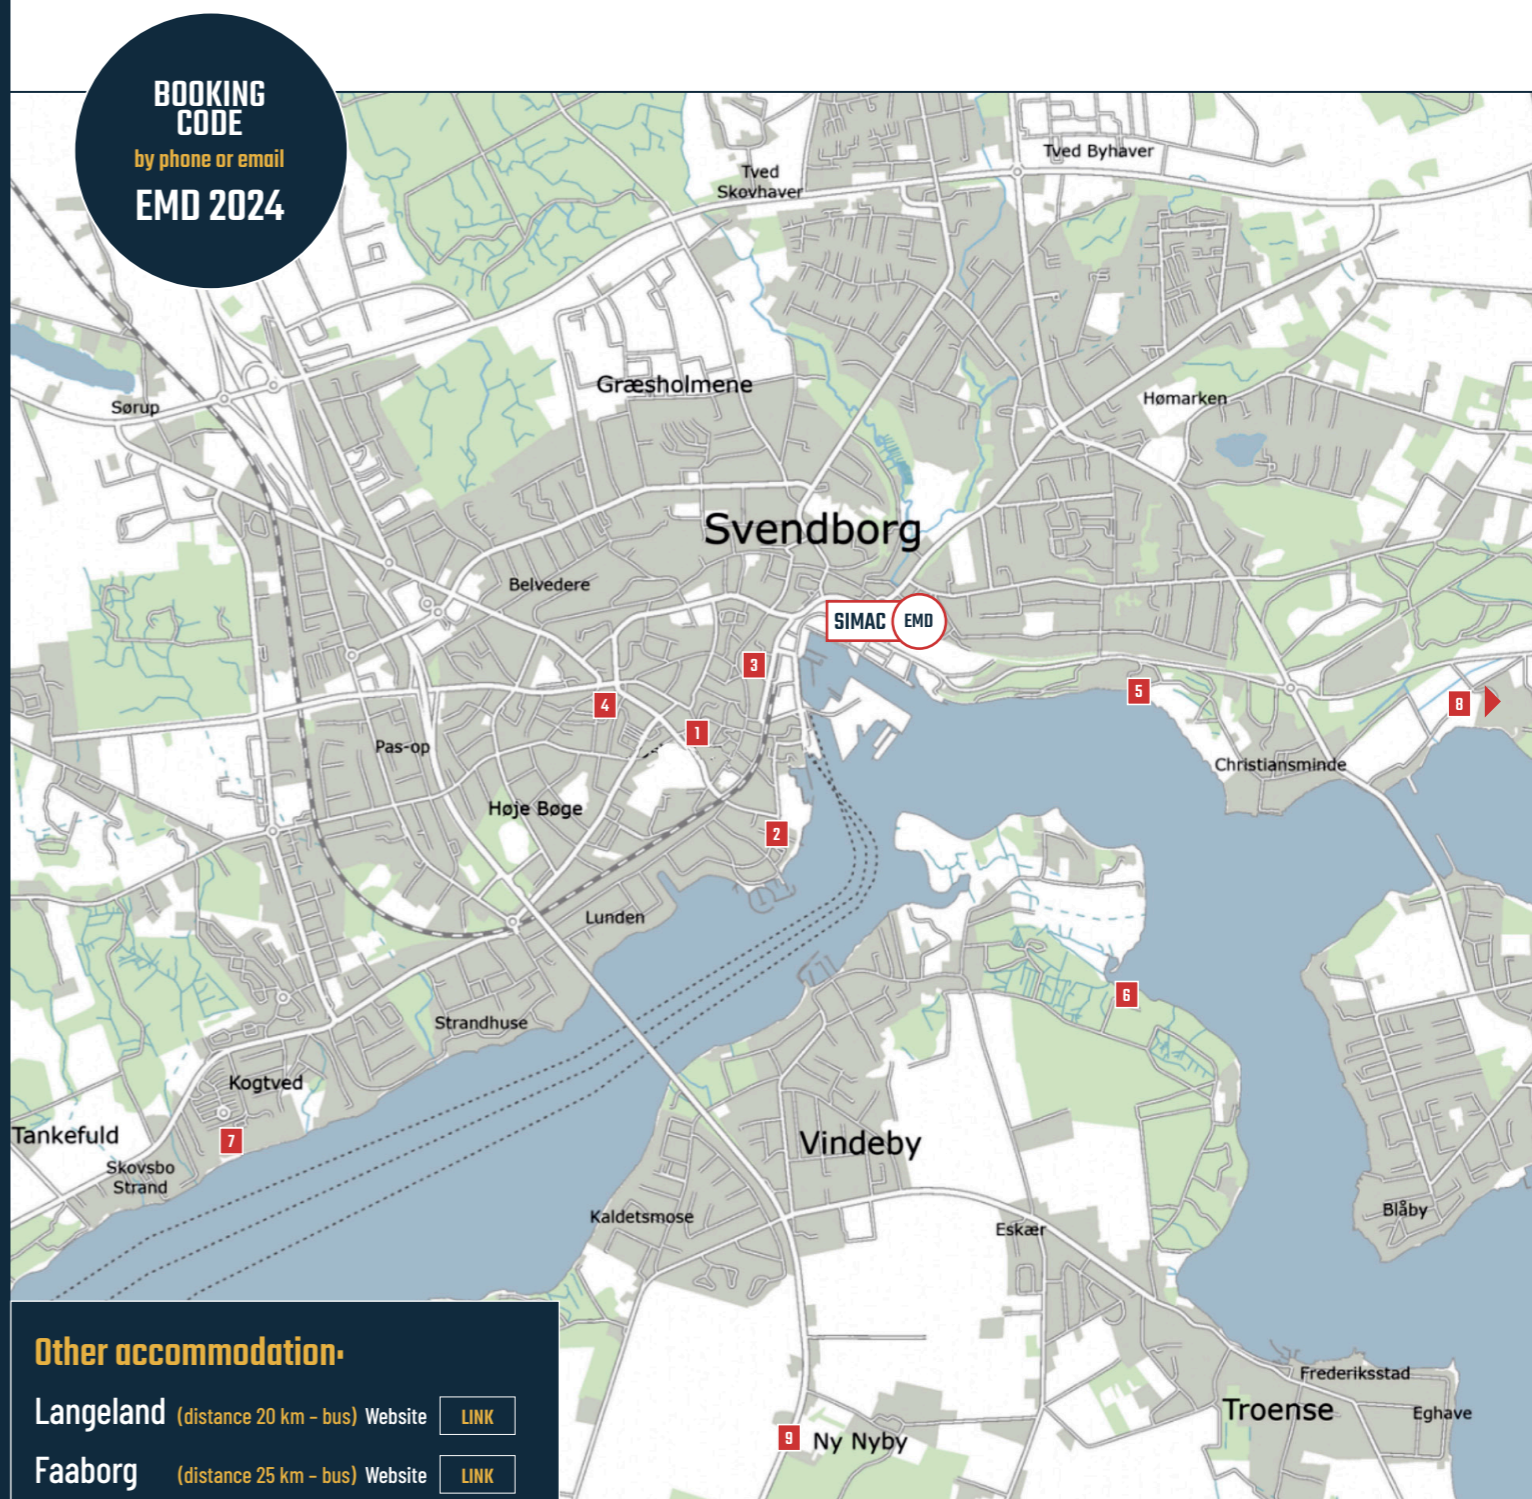 BOOKING
CODE
by phone or email
EMD 2024
Tved Byhaver
Tved
Skovhaver
Græsholmene
Hømarken
Sørup
Svendborg
Belvedere
SIMAC
EMD
3
5
4
8
1
Pas-op
Christiansminde
Høje Bøge
2
Lunden
6
Strandhuse
Kogtved
Tankefuld
7
Vindeby
Skovsbo
Strand
Kaldetsmose
Blåby
Eskær
Frederiksstad
Troense
Eghave
9
Ny Nyby
Other accommodation:
Langeland (distance 20 km – bus) Website LINK
Faaborg (distance 25 km – bus) Website LINK